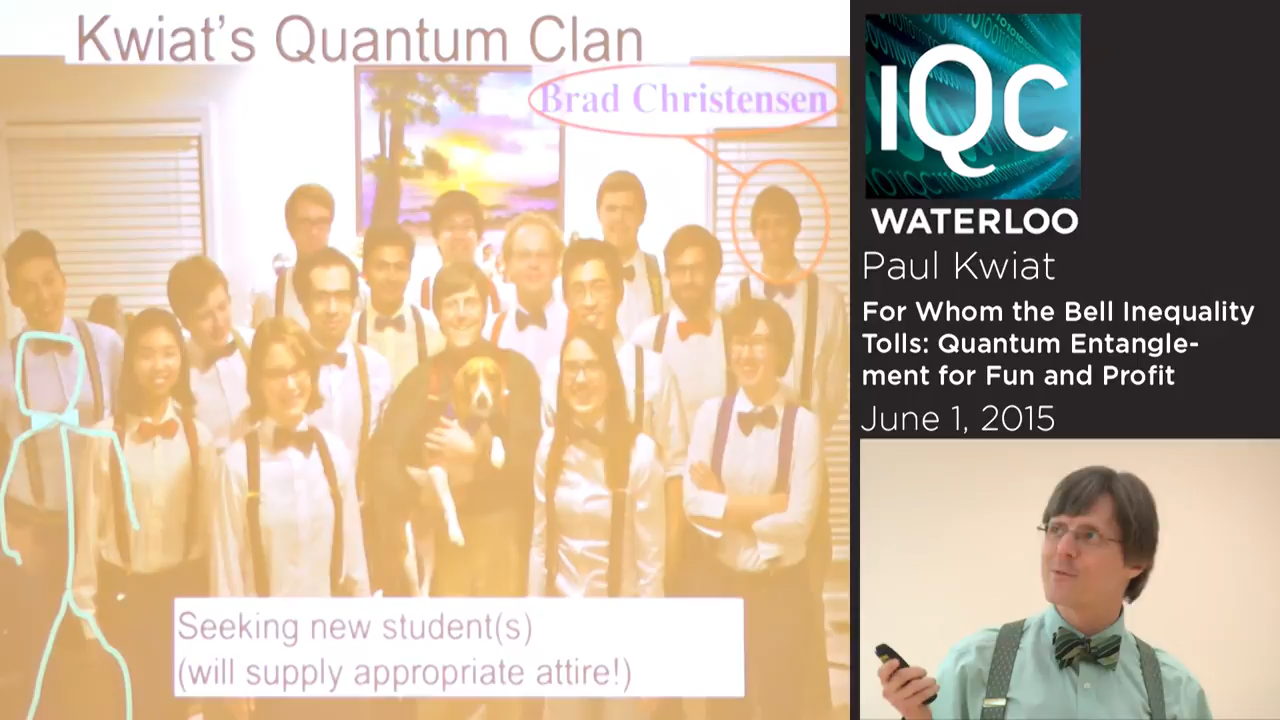 Kwiat's Quantum Clan
Brad Christensen
Seeking new student(s)
(will supply appropriate attire!)
IQC
WATERLOO
Paul Kwiat
For Whom the Bell Inequality
Tolls: Quantum Entangle-
ment for Fun and Profit
June 1, 2015